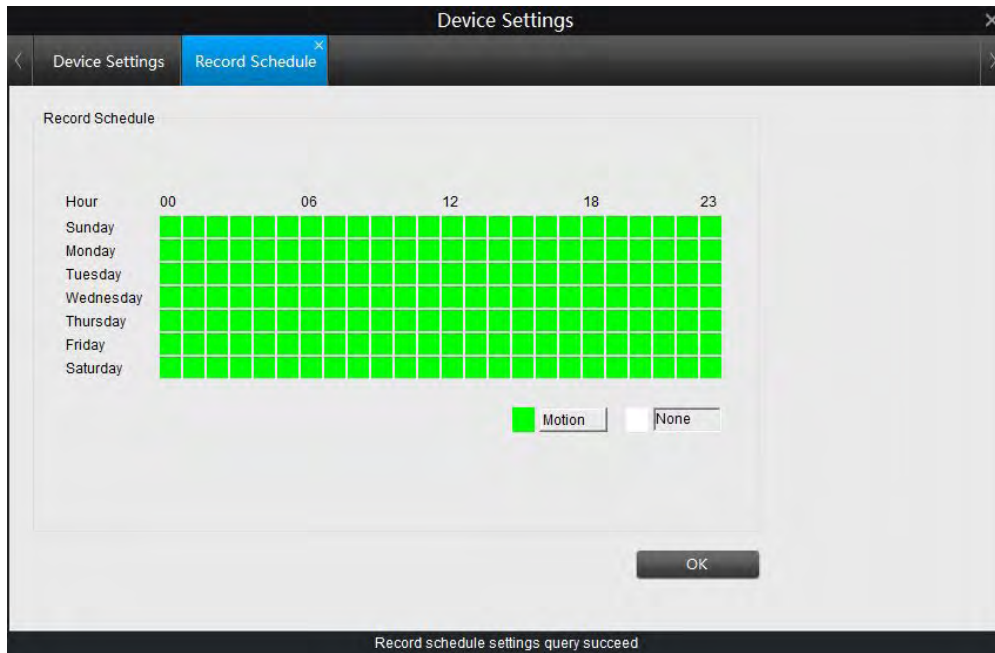 Device Settings
Device Settings Record Schedule
Record Schedule
Hour 00 06 12 18 23
Sunday
Monday
Tuesday
Wednesday
Thursday
Friday
Saturday
Motion None
OK
Record schedule settings query succeed